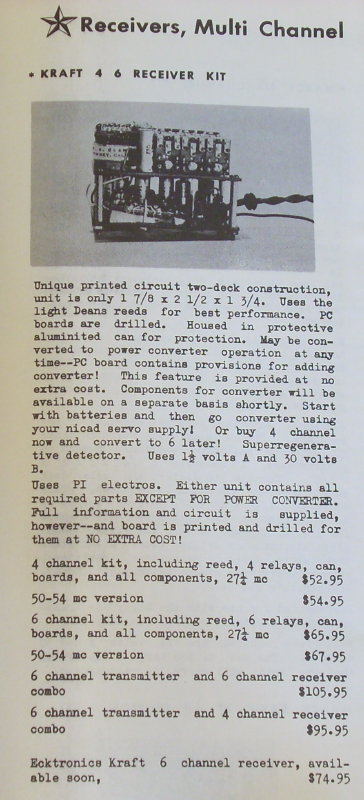 Receivers, Multi Channel
* KRAFT 4 6 RECEIVER KIT
Unique printed circuit two-deck construction,
unit is only 1 7/8 x 2 1/2 x 1 3/4. Uses the
light Deans reeds for best performance. PC
boards are drilled. Housed in protective
aluminited can for protection. May be con-
verted to power converter operation at any
time--PC board contains provisions for adding
converter! This feature is provided at no
extra cost. Components for converter will be
available on a separate basis shortly. Start
with batteries and then go converter using
your nicad servo supply! Or buy 4 channel
now and convert to 6 later! Superregenera-
tive detector. Uses 1½ volts A and 30 volts
B.
Uses PI electros. Either unit contains all
required parts EXCEPT FOR POWER CONVERTER.
Full information and circuit is supplied,
however--and board is printed and drilled for
them at NO EXTRA COST!
4 channel kit, including reed, 4 relays, can,
boards, and all components, 27¼ mc $52.95
50-54 mc version $54.95
6 channel kit, including reed, 6 relays, can,
boards, and all components, 27¼ mc $65.95
50-54 mc version $67.95
6 channel transmitter and 6 channel receiver
combo $105.95
6 channel transmitter and 4 channel receiver
combo $95.95
Ecktronics Kraft 6 channel receiver, avail-
able soon, $74.95